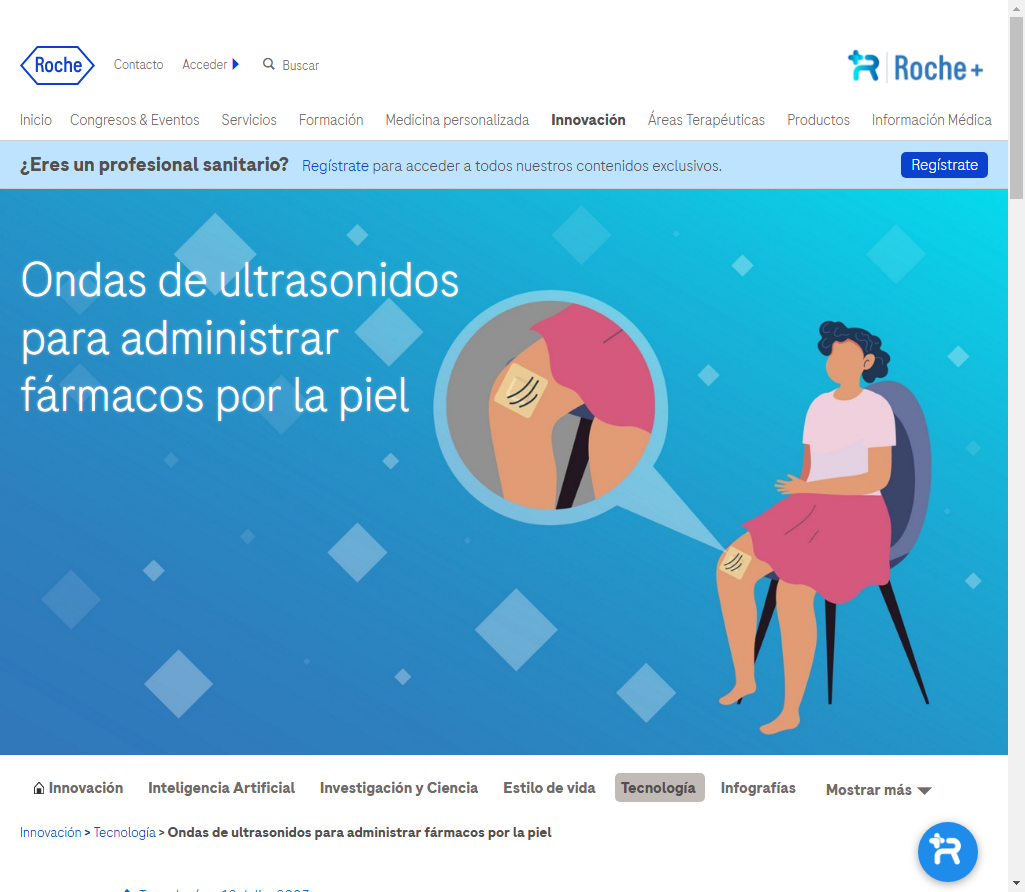 Roche
Contacto
Acceder
Buscar
Roche+
Inicio
Congresos & Eventos
Servicios
Formación
Medicina personalizada
Innovación
Áreas Terapéuticas
Productos
Información Médica
¿Eres un profesional sanitario? Regístrate para acceder a todos nuestros contenidos exclusivos.
Regístrate
Ondas de ultrasonidos
para administrar
fármacos por la piel
Innovación
Inteligencia Artificial
Investigación y Ciencia
Estilo de vida
Tecnología
Infografías
Mostrar más
Innovación > Tecnología > Ondas de ultrasonidos para administrar fármacos por la piel